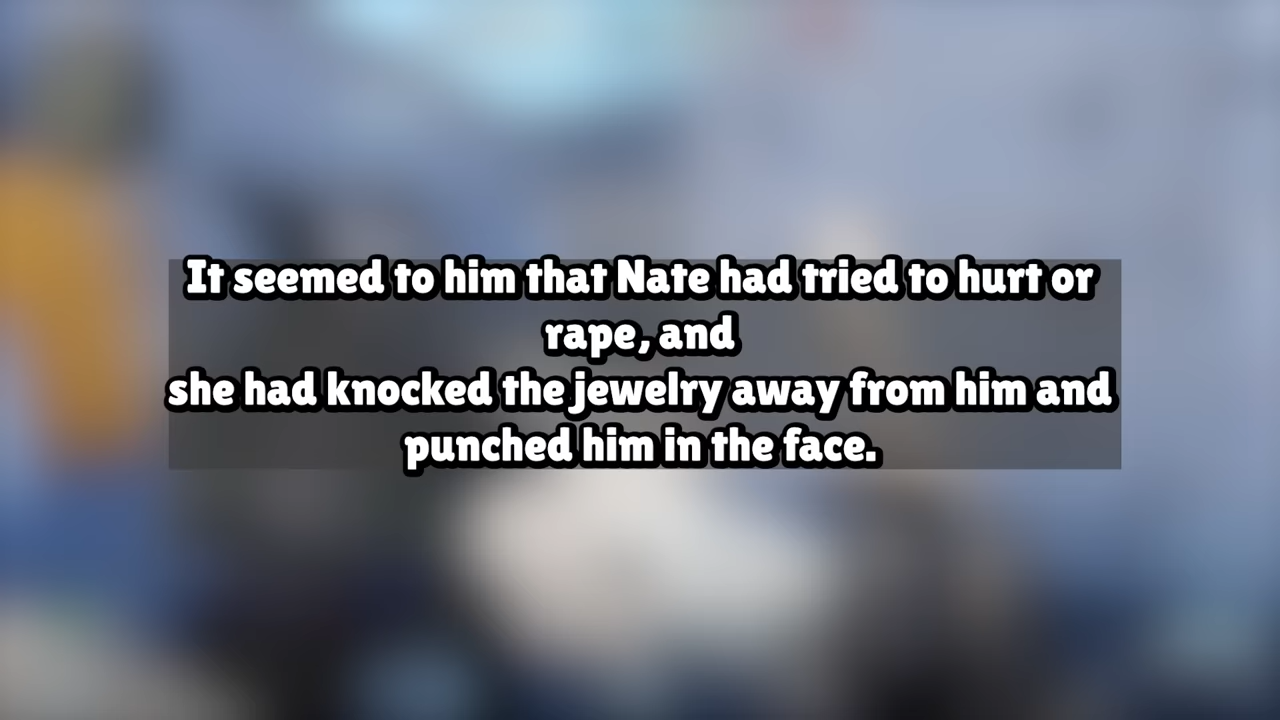 It seemed to him that Nate had tried to hurt or
rape, and
she had knocked the jewelry away from him and
punched him in the face.